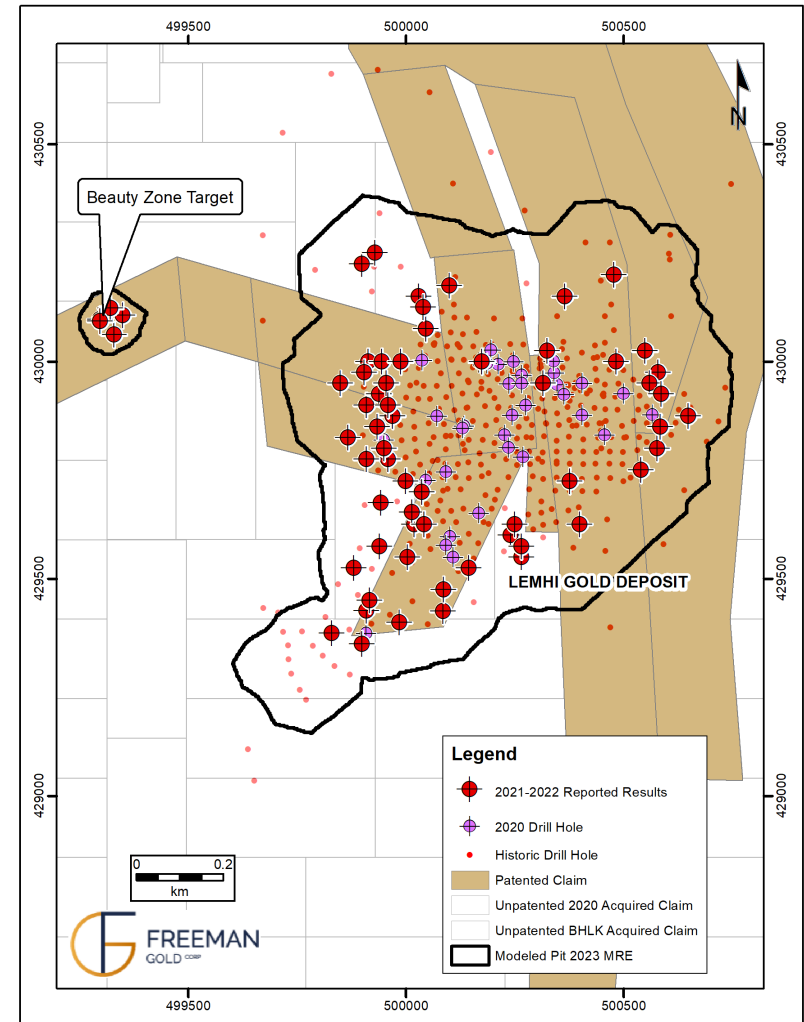 499500 500000 500500
N
430500 430500
Beauty Zone Target
430000 430000
429500 429500
LEMHI GOLD DEPOSIT
Legend
2021-2022 Reported Results
429000 429000
2020 Drill Hole
Historic Drill Hole
0 0.2
km
Patented Claim
Unpatented 2020 Acquired Claim
Unpatented BHLK Acquired Claim
Modeled Pit 2023 MRE
FREEMAN
GOLD CORP
499500 500000 500500